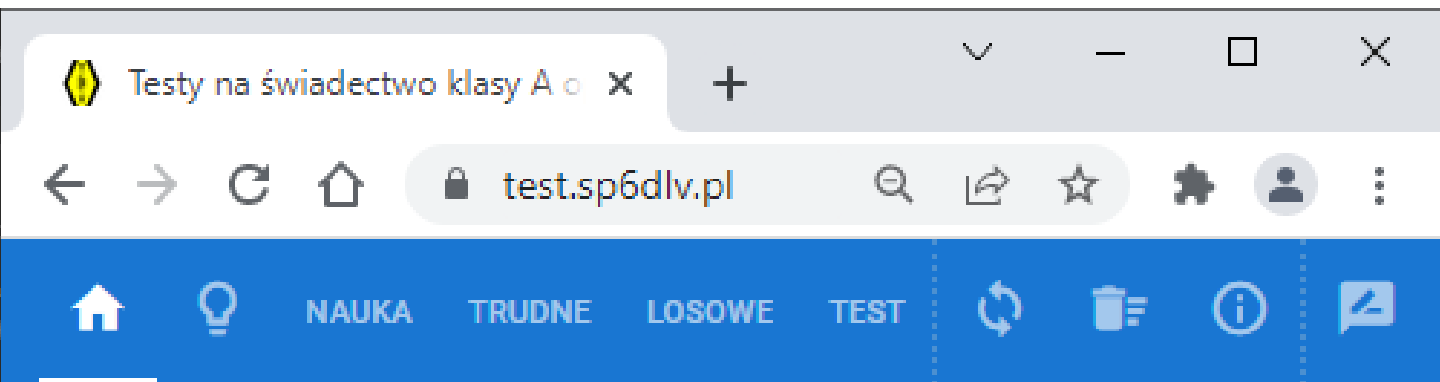 Testy na świadectwo klasy A o
test.sp6dlv.pl
NAUKA TRUDNE LOSOWE TEST